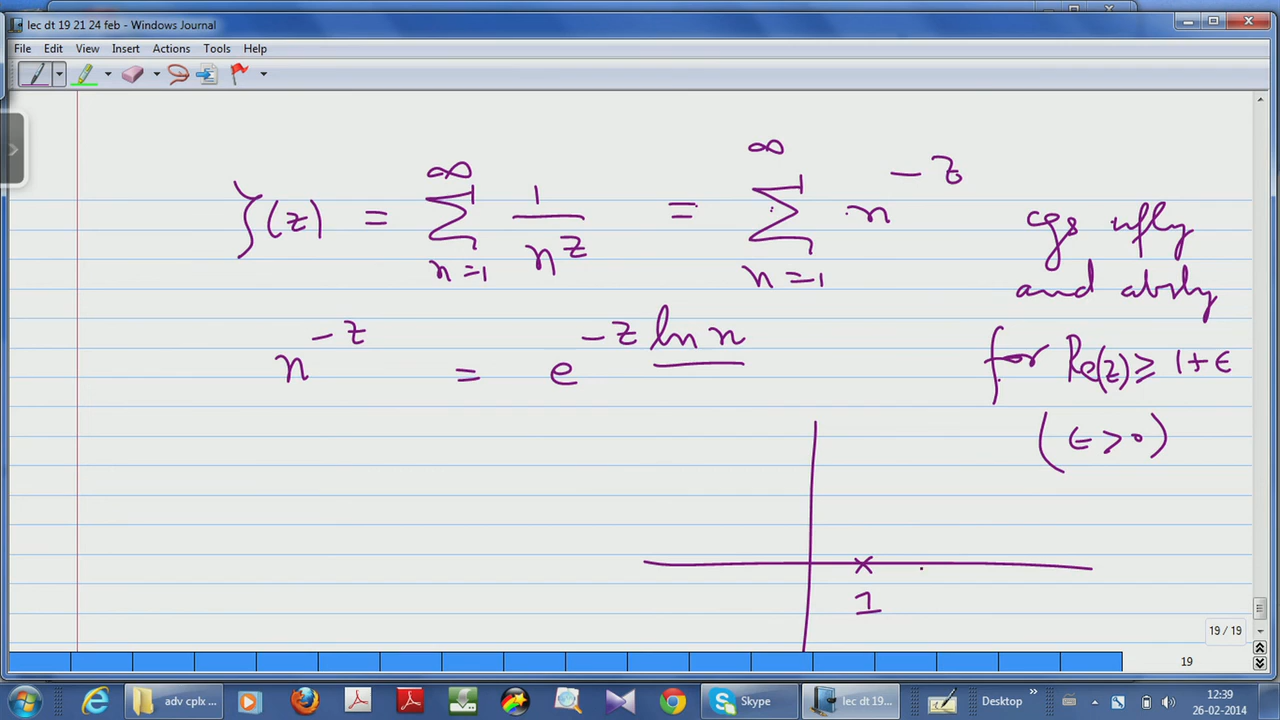 lec dt 19 21 24 feb - Windows Journal
File Edit View Insert Actions Tools Help
ζ(z) = ∑_{n=1}^{∞} 1/n^z = ∑_{n=1}^{∞} n^{-z}
cgs ufly
and absly
for Re(z) ≥ 1+ϵ
(ϵ > 0)
n^{-z} = e^{-z ln n}
1
19 / 19
19
adv cplx ...
Skype
lec dt 19...
Desktop
12:39
26-02-2014